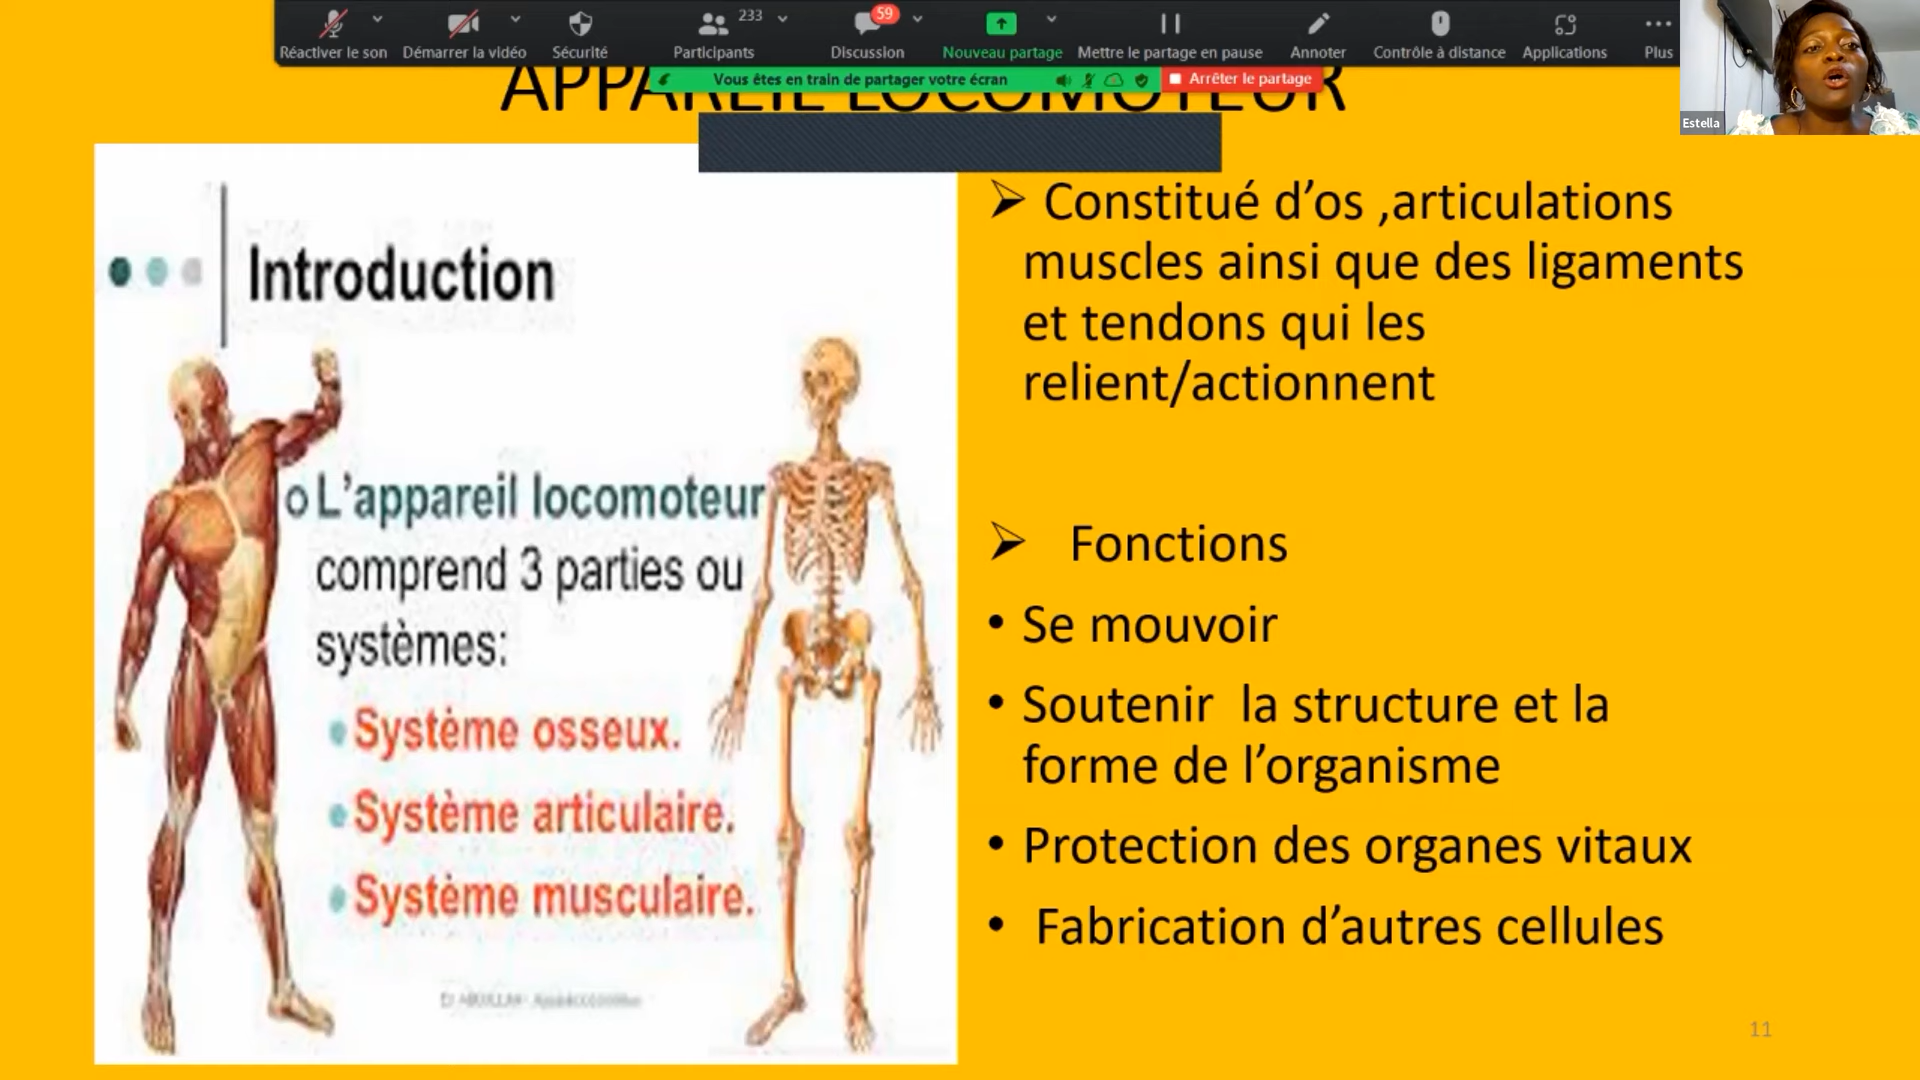 Réactiver le son
Démarrer la vidéo
Sécurité
233
Participants
59
Discussion
Nouveau partage
Mettre le partage en pause
Annoter
Contrôle à distance
Applications
Plus
Vous êtes en train de partager votre écran
Arrêter le partage
Estella
APPAREIL LOCOMOTEUR
Introduction
o L’appareil locomoteur
comprend 3 parties ou
systèmes:
• Système osseux.
• Système articulaire.
• Système musculaire.
➢ Constitué d’os ,articulations
muscles ainsi que des ligaments
et tendons qui les
relient/actionnent
➢ Fonctions
• Se mouvoir
• Soutenir la structure et la
forme de l’organisme
• Protection des organes vitaux
• Fabrication d’autres cellules
11